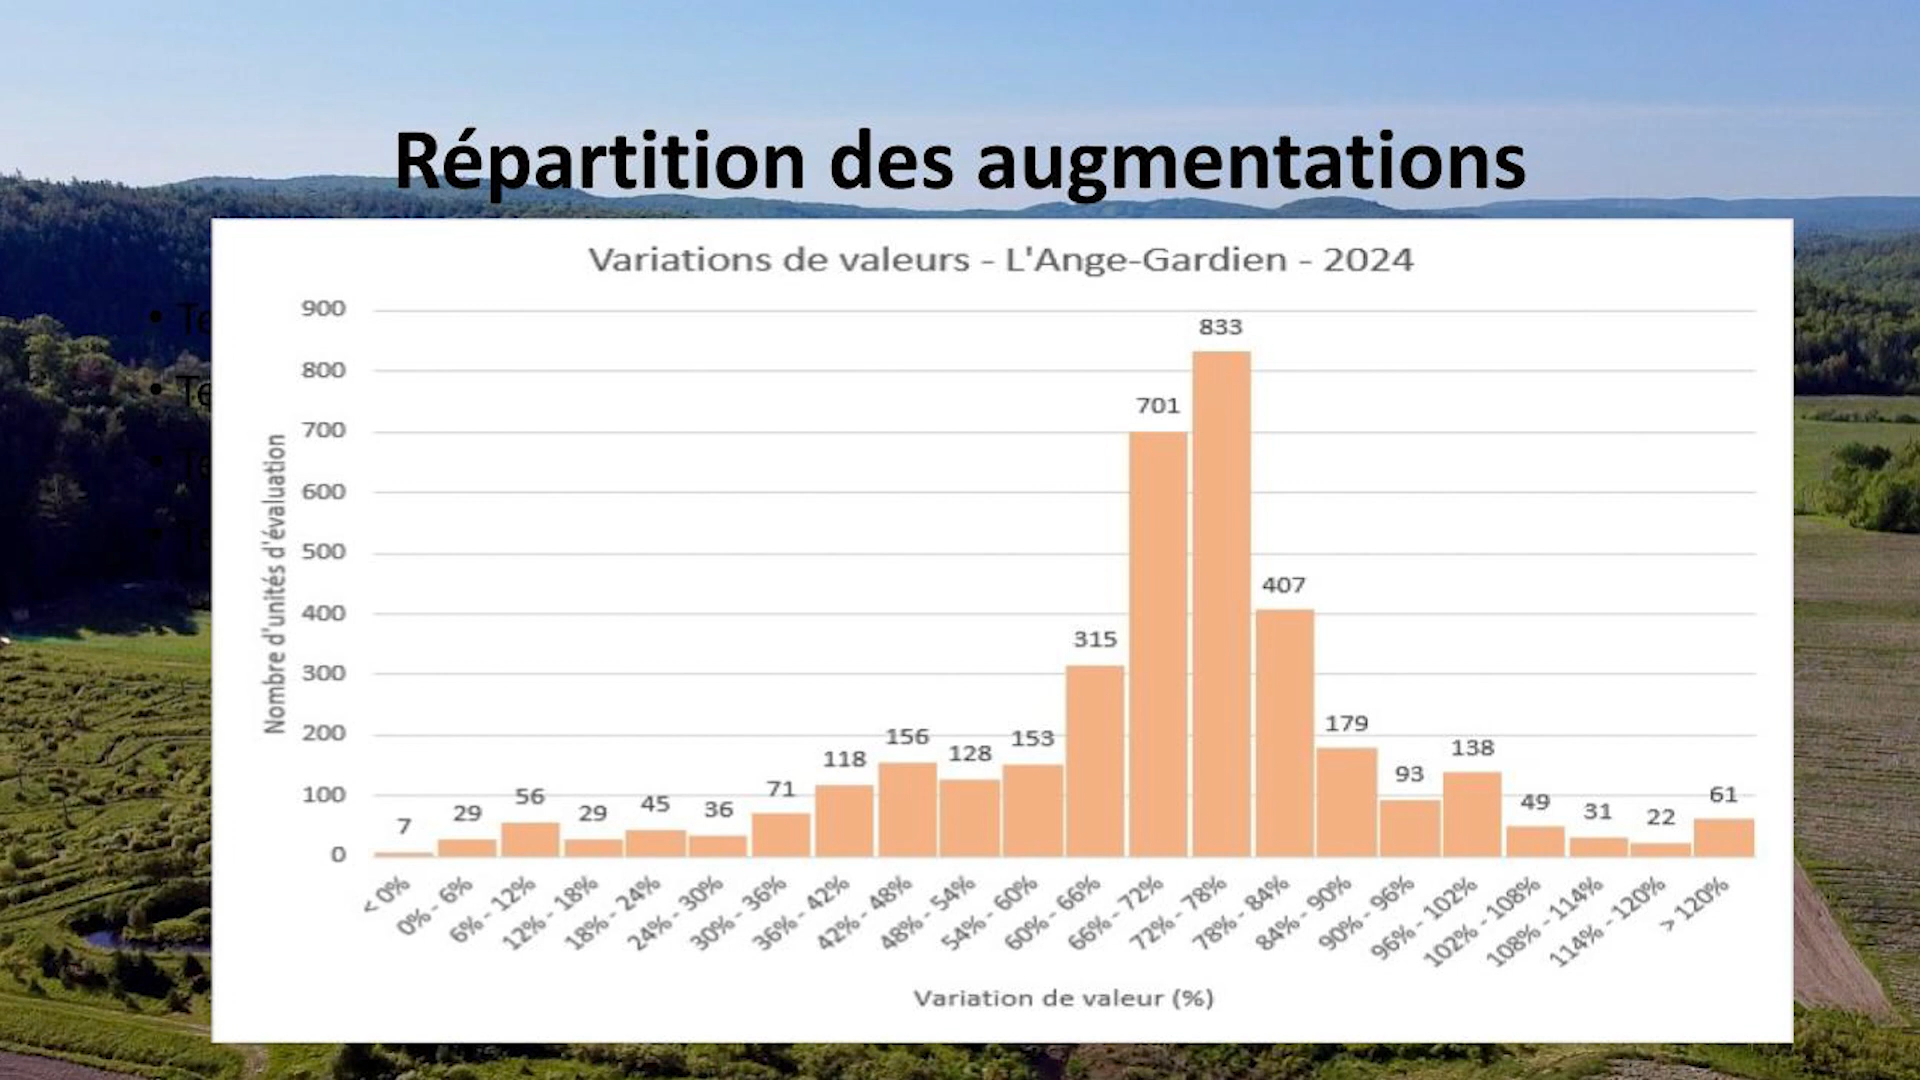 Répartition des augmentations
Variations de valeurs - L'Ange-Gardien - 2024
Nombre d'unités d'évaluation
900
800
700
600
500
400
300
200
100
0
7
29
56
29
45
36
71
118
156
128
153
315
701
833
407
179
93
138
49
31
22
61
< 0%
0% - 6%
6% - 12%
12% - 18%
18% - 24%
24% - 30%
30% - 36%
36% - 42%
42% - 48%
48% - 54%
54% - 60%
60% - 66%
66% - 72%
72% - 78%
78% - 84%
84% - 90%
90% - 96%
96% - 102%
102% - 108%
108% - 114%
114% - 120%
> 120%
Variation de valeur (%)